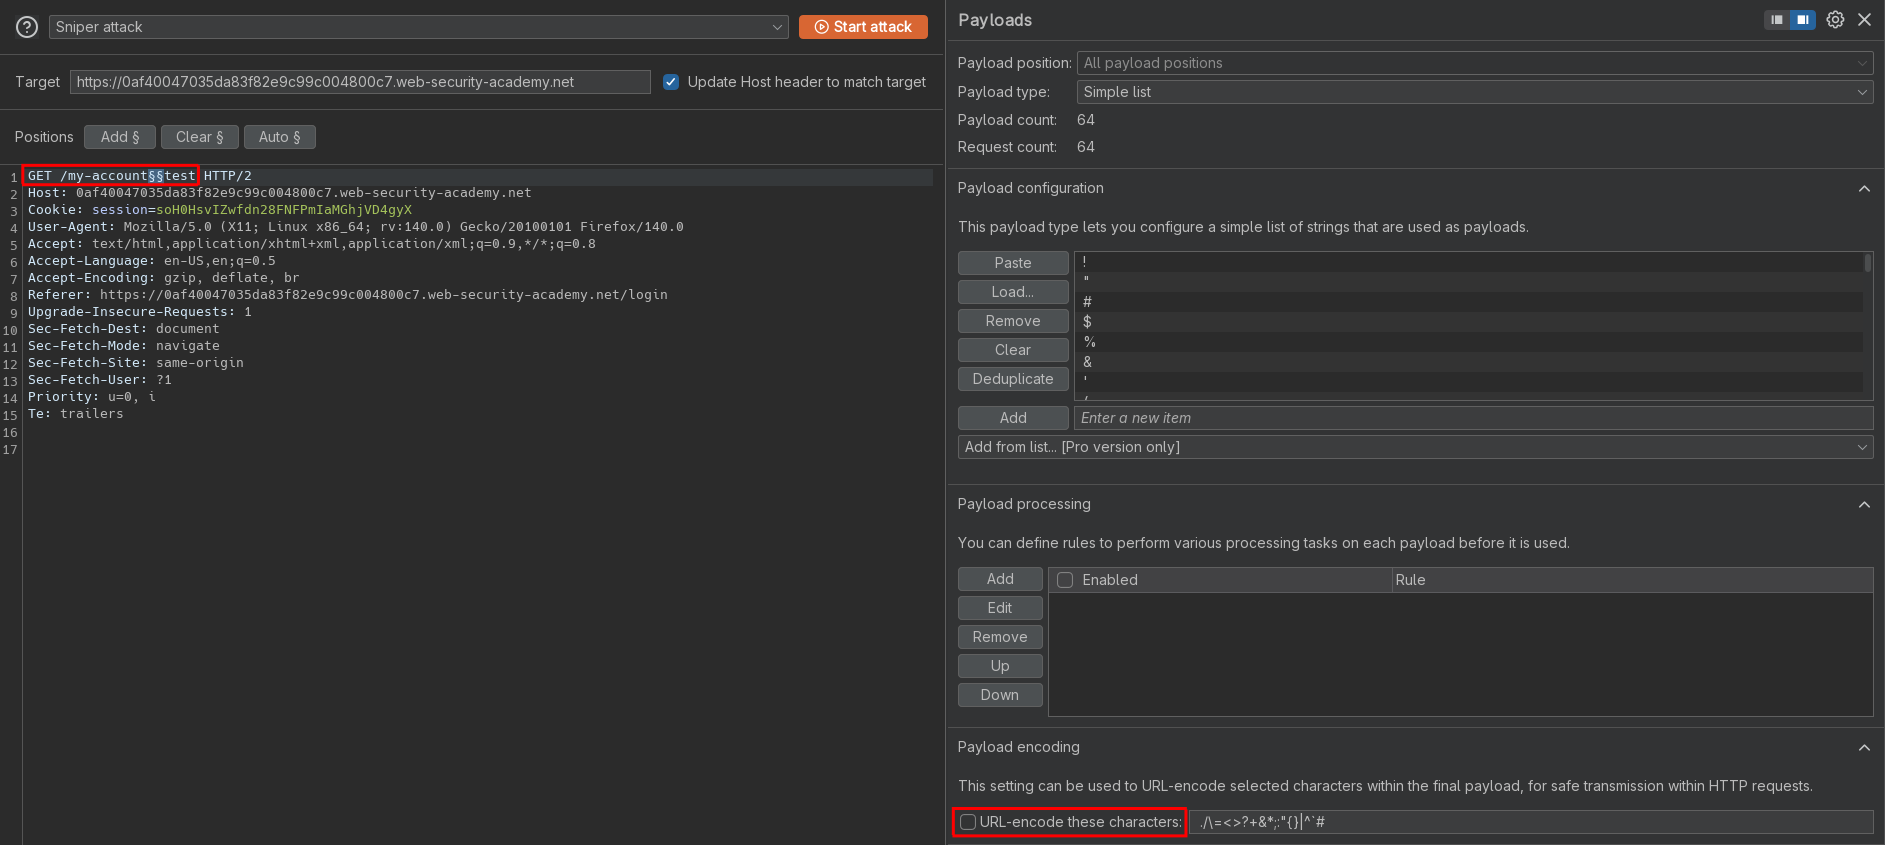 Sniper attack
Start attack
Target
https://0af40047035da83f82e9c99c004800c7.web-security-academy.net
Update Host header to match target
Positions
Add §
Clear §
Auto §
1 GET /my-account§§test HTTP/2
2 Host: 0af40047035da83f82e9c99c004800c7.web-security-academy.net
3 Cookie: session=soH0HsvIZwfdn28FNFPmIaMGhjVD4gyX
4 User-Agent: Mozilla/5.0 (X11; Linux x86_64; rv:140.0) Gecko/20100101 Firefox/140.0
5 Accept: text/html,application/xhtml+xml,application/xml;q=0.9,*/*;q=0.8
6 Accept-Language: en-US,en;q=0.5
7 Accept-Encoding: gzip, deflate, br
8 Referer: https://0af40047035da83f82e9c99c004800c7.web-security-academy.net/login
9 Upgrade-Insecure-Requests: 1
10 Sec-Fetch-Dest: document
11 Sec-Fetch-Mode: navigate
12 Sec-Fetch-Site: same-origin
13 Sec-Fetch-User: ?1
14 Priority: u=0, i
15 Te: trailers
16
17
Payloads
Payload position: All payload positions
Payload type: Simple list
Payload count: 64
Request count: 64
Payload configuration
This payload type lets you configure a simple list of strings that are used as payloads.
Paste
Load...
Remove
Clear
Deduplicate
!
"
#
$
%
&
'
Add
Enter a new item
Add from list... [Pro version only]
Payload processing
You can define rules to perform various processing tasks on each payload before it is used.
Add
Edit
Remove
Up
Down
Enabled
Rule
Payload encoding
This setting can be used to URL-encode selected characters within the final payload, for safe transmission within HTTP requests.
URL-encode these characters: ./\=<>?+&*;:"{}|^`#